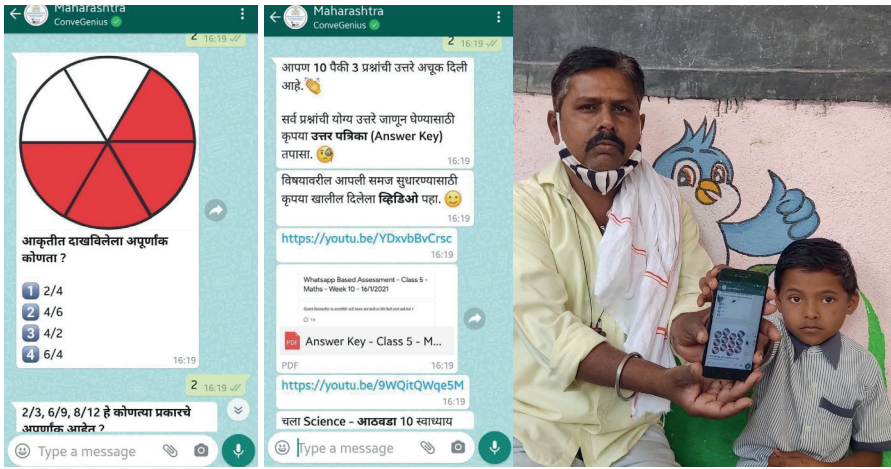 Maharashtra
ConveGenius
2 16:19
आकृतीत दाखविलेला अपूर्णांक
कोणता ?
1 2/4
2 4/6
3 4/2
4 6/4
16:19
2 16:19
2/3, 6/9, 8/12 हे कोणत्या प्रकारचे
अपूर्णांक आहेत ?
Type a message
Maharashtra
ConveGenius
2 16:19
आपण 10 पैकी 3 प्रश्नांची उत्तरे अचूक दिली
आहे.
सर्व प्रश्नांची योग्य उत्तरे जाणून घेण्यासाठी
कृपया उत्तर पत्रिका (Answer Key)
तपासा.
16:19
विषयावरील आपली समज सुधारण्यासाठी
कृपया खालील दिलेला व्हिडिओ पहा.
16:19
https://youtu.be/YDxvbBvCrsc
16:19
Whatsapp Based Assessment - Class 5 -
Maths - Week 10 - 16/1/2021
PDF Answer Key - Class 5 - M...
PDF 16:19
https://youtu.be/9WQitQWqe5M
16:19
चला Science - आठवडा 10 स्वाध्याय
Type a message